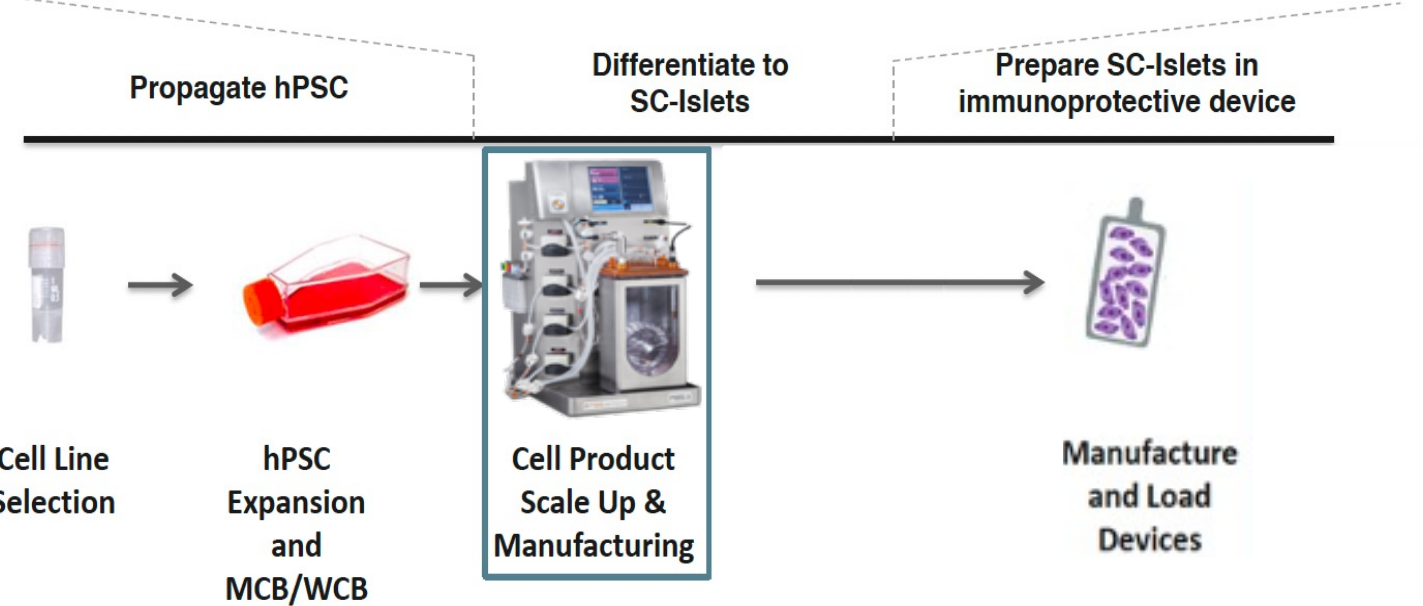 Propagate hPSC
Differentiate to
SC-Islets
Prepare SC-Islets in
immunoprotective device
Cell Line
Selection
hPSC
Expansion
and
MCB/WCB
Cell Product
Scale Up &
Manufacturing
Manufacture
and Load
Devices